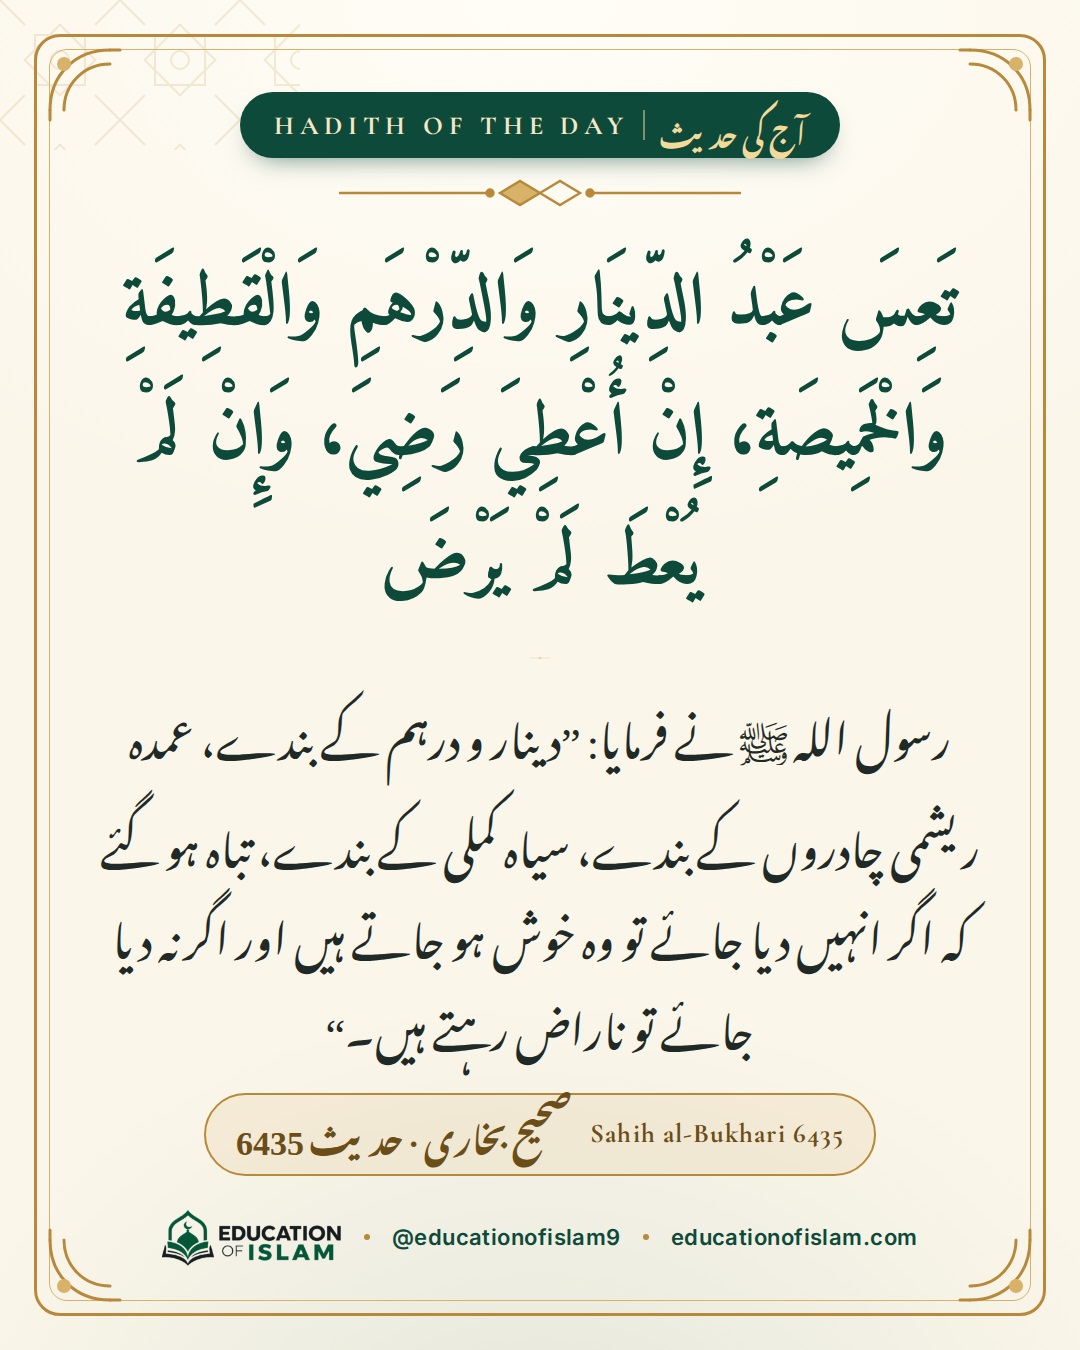 HADITH OF THE DAY | آج کی حدیث
تَعِسَ عَبْدُ الدِّينَارِ وَالدِّرْهَمِ وَالْقَطِيفَةِ
وَالْخَمِيصَةِ، إِنْ أُعْطِيَ رَضِيَ، وَإِنْ لَمْ
يُعْطَ لَمْ يَرْضَ
رسول اللہ ﷺ نے فرمایا: ”دینار و درہم کے بندے، عمدہ
ریشمی چادروں کے بندے، سیاہ کملی کے بندے، تباہ ہو گئے
کہ اگر انہیں دیا جائے تو وہ خوش ہو جاتے ہیں اور اگر نہ دیا
جائے تو ناراض رہتے ہیں۔“
Sahih al-Bukhari 6435 صحیح بخاری · حدیث 6435
EDUCATION OF ISLAM • @educationofislam9 • educationofislam.com